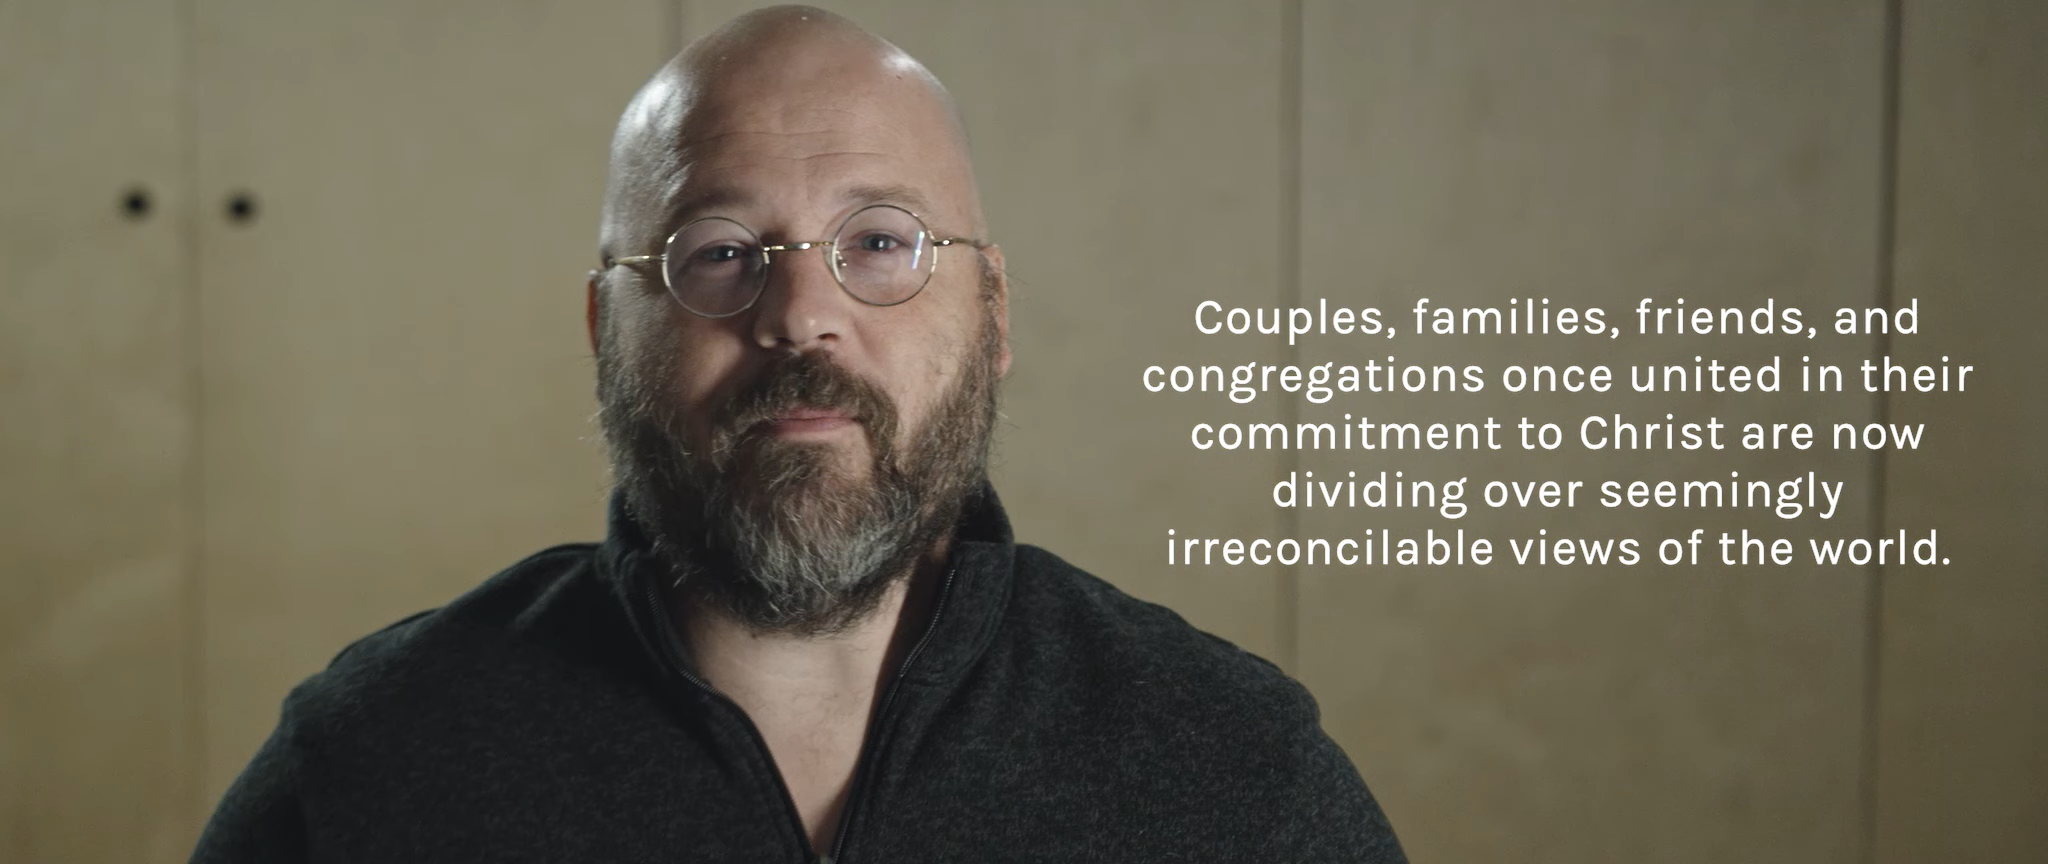 Couples, families, friends, and
congregations once united in their
commitment to Christ are now
dividing over seemingly
irreconcilable views of the world.